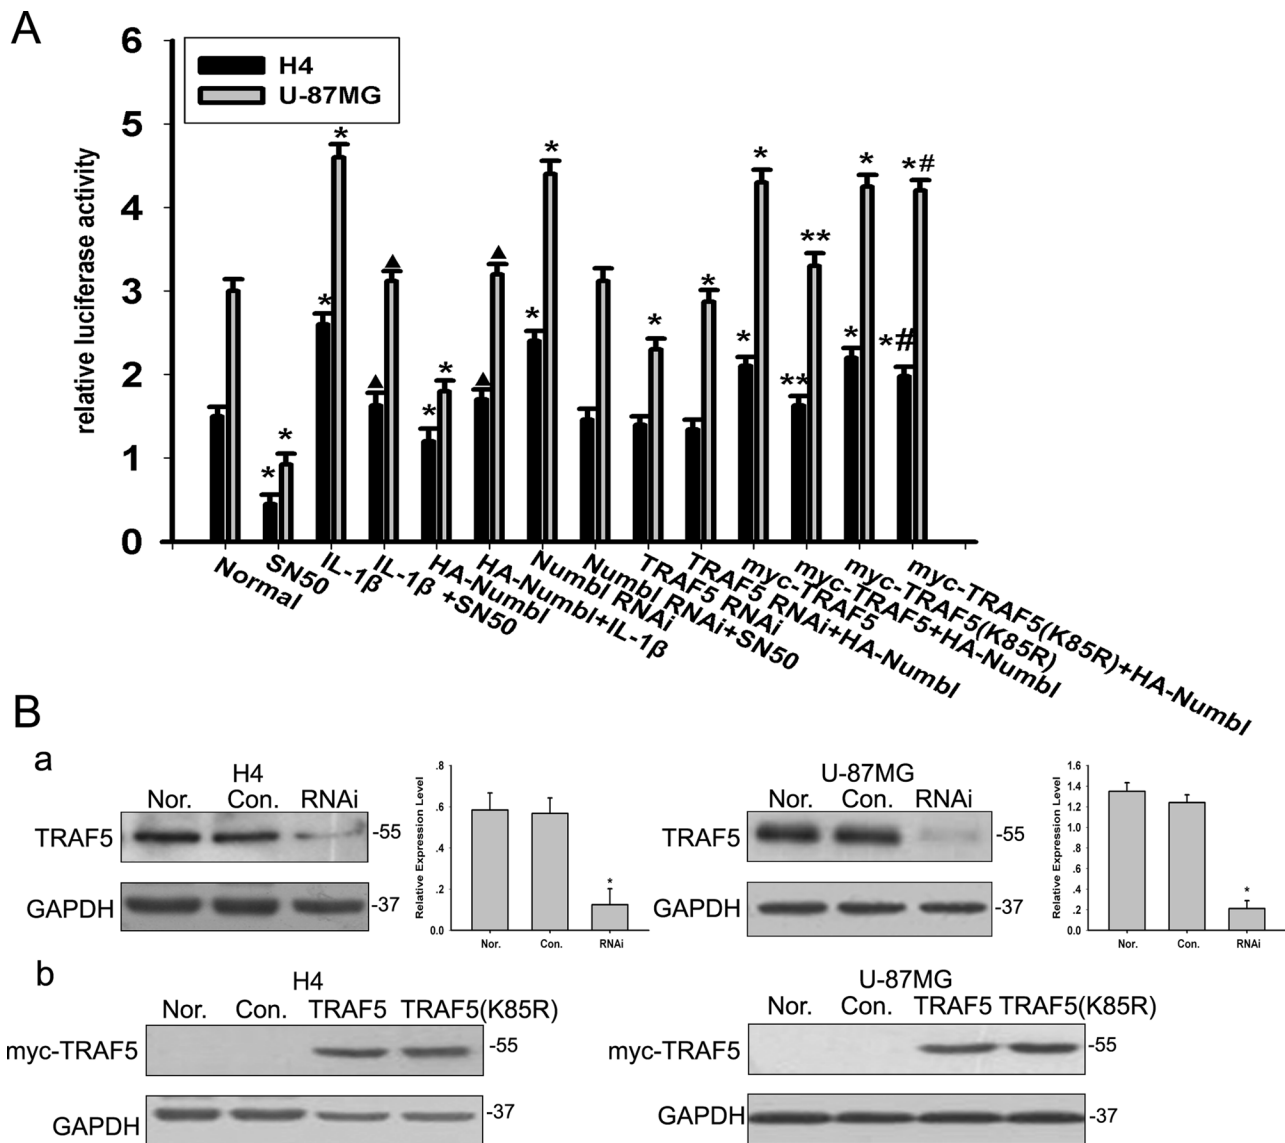 A
6
5
4
3
2
1
0
relative luciferase activity
H4
U-87MG
*
*
*
*
▲
▲
*
*
▲
▲
*
*
*
*
*
*
**
**
*
*
*#
*#
Normal
SN50
IL-1β
IL-1β +SN50
HA-Numbl
HA-Numbl+IL-1β
Numbl RNAi
Numbl RNAi+SN50
TRAF5 RNAi
TRAF5 RNAi+HA-Numbl
myc-TRAF5
myc-TRAF5+HA-Numbl
myc-TRAF5(K85R)
myc-TRAF5(K85R)+HA-Numbl
B
a
H4
Nor. Con. RNAi
TRAF5
-55
GAPDH
-37
Relative Expression Level
.8
.6
.4
.2
0.0
*
Nor. Con. RNAi
U-87MG
Nor. Con. RNAi
TRAF5
-55
GAPDH
-37
Relative Expression Level
1.6
1.4
1.2
1.0
.8
.6
.4
.2
0.0
*
Nor. Con. RNAi
b
H4
Nor. Con. TRAF5 TRAF5(K85R)
myc-TRAF5
-55
GAPDH
-37
U-87MG
Nor. Con. TRAF5 TRAF5(K85R)
myc-TRAF5
-55
GAPDH
-37